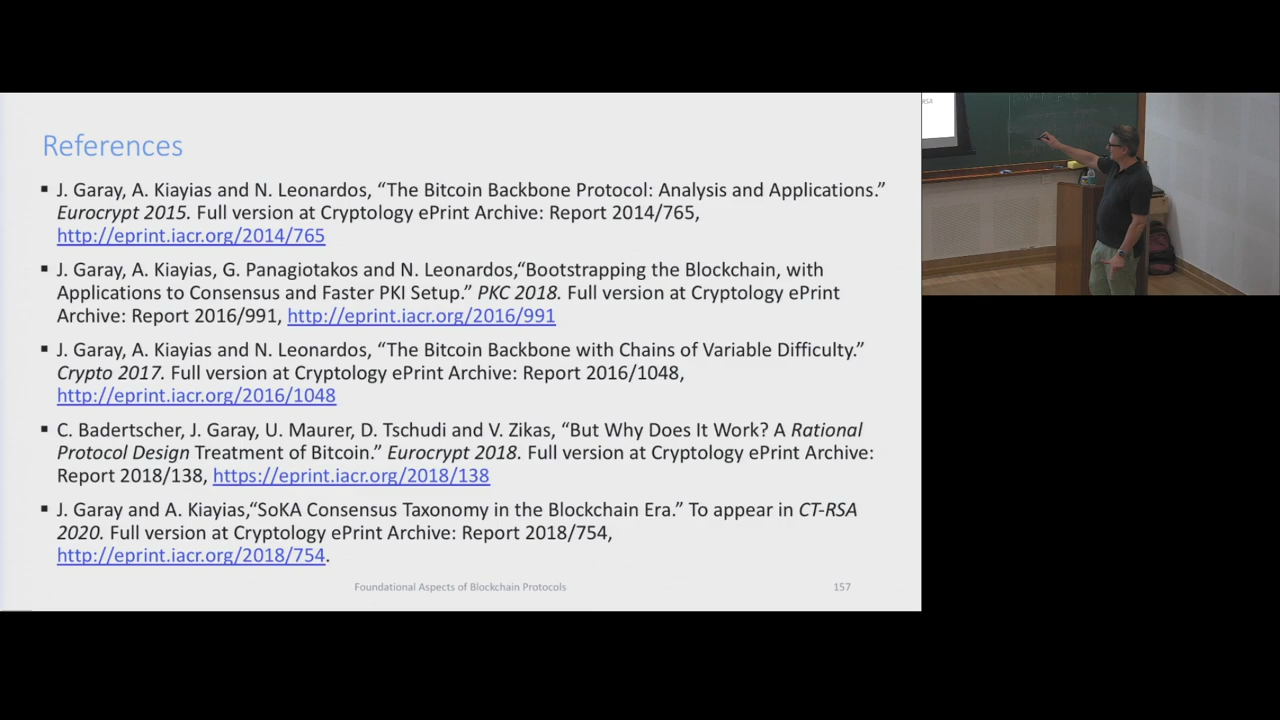 References
▪ J. Garay, A. Kiayias and N. Leonardos, “The Bitcoin Backbone Protocol: Analysis and Applications.”
Eurocrypt 2015. Full version at Cryptology ePrint Archive: Report 2014/765,
http://eprint.iacr.org/2014/765
▪ J. Garay, A. Kiayias, G. Panagiotakos and N. Leonardos,“Bootstrapping the Blockchain, with
Applications to Consensus and Faster PKI Setup.” PKC 2018. Full version at Cryptology ePrint
Archive: Report 2016/991, http://eprint.iacr.org/2016/991
▪ J. Garay, A. Kiayias and N. Leonardos, “The Bitcoin Backbone with Chains of Variable Difficulty.”
Crypto 2017. Full version at Cryptology ePrint Archive: Report 2016/1048,
http://eprint.iacr.org/2016/1048
▪ C. Badertscher, J. Garay, U. Maurer, D. Tschudi and V. Zikas, “But Why Does It Work? A Rational
Protocol Design Treatment of Bitcoin.” Eurocrypt 2018. Full version at Cryptology ePrint Archive:
Report 2018/138, https://eprint.iacr.org/2018/138
▪ J. Garay and A. Kiayias,“SoKA Consensus Taxonomy in the Blockchain Era.” To appear in CT-RSA
2020. Full version at Cryptology ePrint Archive: Report 2018/754,
http://eprint.iacr.org/2018/754.
Foundational Aspects of Blockchain Protocols 157
RSA